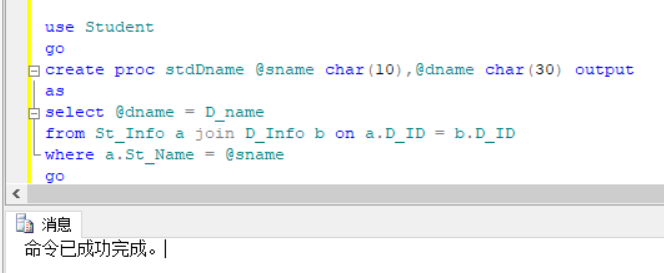 use Student
go
create proc stdDname @sname char(10),@dname char(30) output
as
select @dname = D_name
from St_Info a join D_Info b on a.D_ID = b.D_ID
where a.St_Name = @sname
go
消息
命令已成功完成。